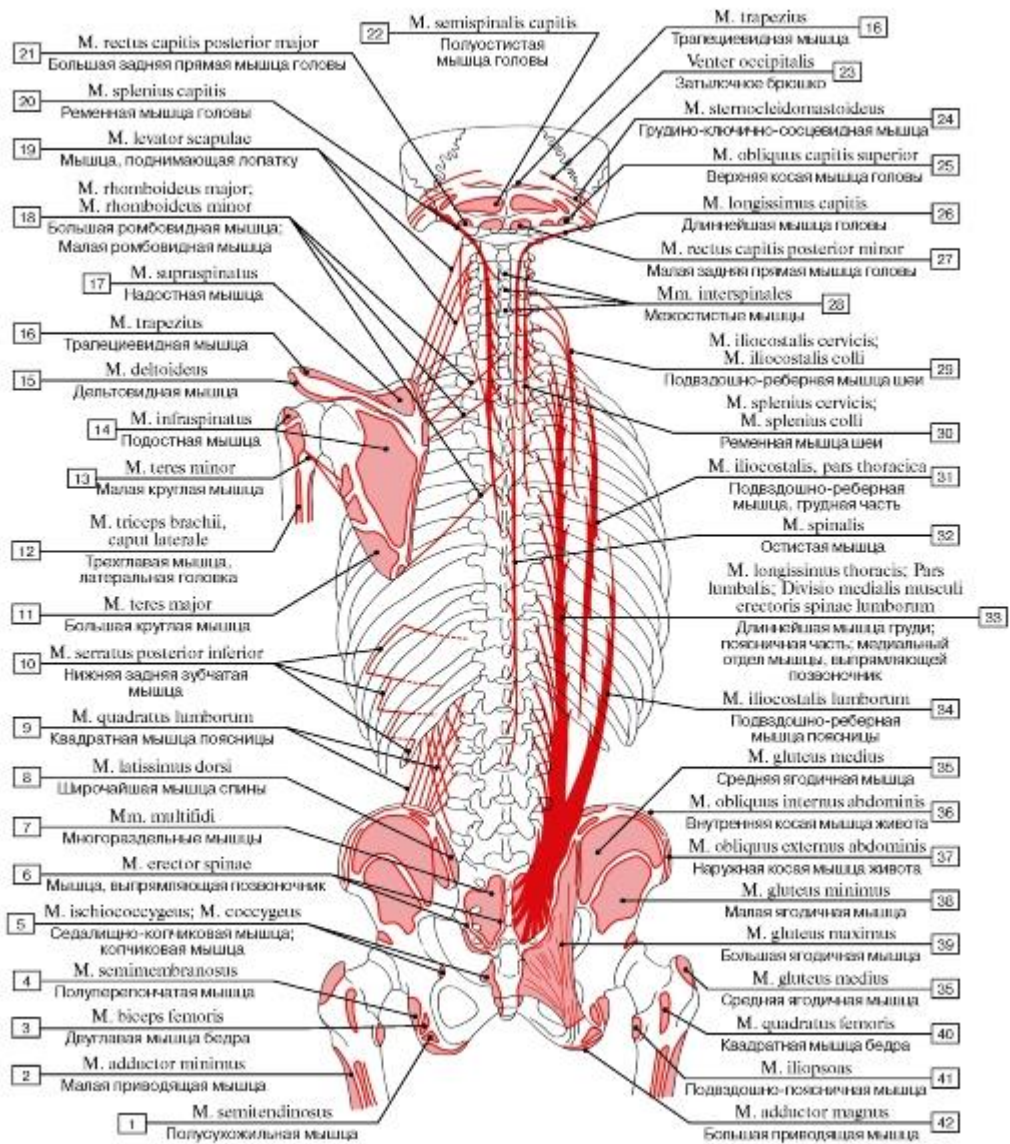 22
M. semispinalis capitis
Полуостистая
мышца головы
21
M. rectus capitis posterior major
Большая задняя прямая мышца головы
20
M. splenius capitis
Ременная мышца головы
19
M. levator scapulae
Мышца, поднимающая лопатку
18
M. rhomboideus major;
M. rhomboideus minor
Большая ромбовидная мышца;
Малая ромбовидная мышца
17
M. supraspinatus
Надостная мышца
16
M. trapezius
Трапециевидная мышца
15
M. deltoideus
Дельтовидная мышца
14
M. infraspinatus
Подостная мышца
13
M. teres minor
Малая круглая мышца
12
M. triceps brachii,
caput laterale
Трехглавая мышца,
латеральная головка
11
M. teres major
Большая круглая мышца
10
M. serratus posterior inferior
Нижняя задняя зубчатая
мышца
9
M. quadratus lumborum
Квадратная мышца поясницы
8
M. latissimus dorsi
Широчайшая мышца спины
7
Mm. multifidi
Многораздельные мышцы
6
M. erector spinae
Мышца, выпрямляющая позвоночник
5
M. ischiococcygeus; M. coccygeus
Седалищно-копчиковая мышца;
копчиковая мышца
4
M. semimembranosus
Полуперепончатая мышца
3
M. biceps femoris
Двуглавая мышца бедра
2
M. adductor minimus
Малая приводящая мышца
1
M. semitendinosus
Полусухожильная мышца
M. trapezius
16
Трапециевидная мышца
Venter occipitalis
23
Затылочное брюшко
M. sternocleidomastoideus
24
Грудино-ключично-сосцевидная мышца
M. obliquus capitis superior
25
Верхняя косая мышца головы
M. longissimus capitis
26
Длиннейшая мышца головы
M. rectus capitis posterior minor
27
Малая задняя прямая мышца головы
Mm. interspinales
28
Межостистые мышцы
M. iliocostalis cervicis;
M. iliocostalis colli
29
Подвздошно-реберная мышца шеи
M. splenius cervicis;
M. splenius colli
30
Ременная мышца шеи
M. iliocostalis, pars thoracica
31
Подвздошно-реберная
мышца, грудная часть
M. spinalis
32
Остистая мышца
M. longissimus thoracis; Pars
lumbalis; Divisio medialis musculi
erectoris spinae lumborum
33
Длиннейшая мышца груди;
поясничная часть; медиальный
отдел мышцы, выпрямляющей
позвоночник
M. iliocostalis lumborum
34
Подвздошно-реберная
мышца поясницы
M. gluteus medius
35
Средняя ягодичная мышца
M. obliquus internus abdominis
36
Внутренняя косая мышца живота
M. obliquus externus abdominis
37
Наружная косая мышца живота
M. gluteus minimus
38
Малая ягодичная мышца
M. gluteus maximus
39
Большая ягодичная мышца
M. gluteus medius
35
Средняя ягодичная мышца
M. quadratus femoris
40
Квадратная мышца бедра
M. iliopsoas
41
Подвздошно-поясничная мышца
M. adductor magnus
42
Большая приводящая мышца